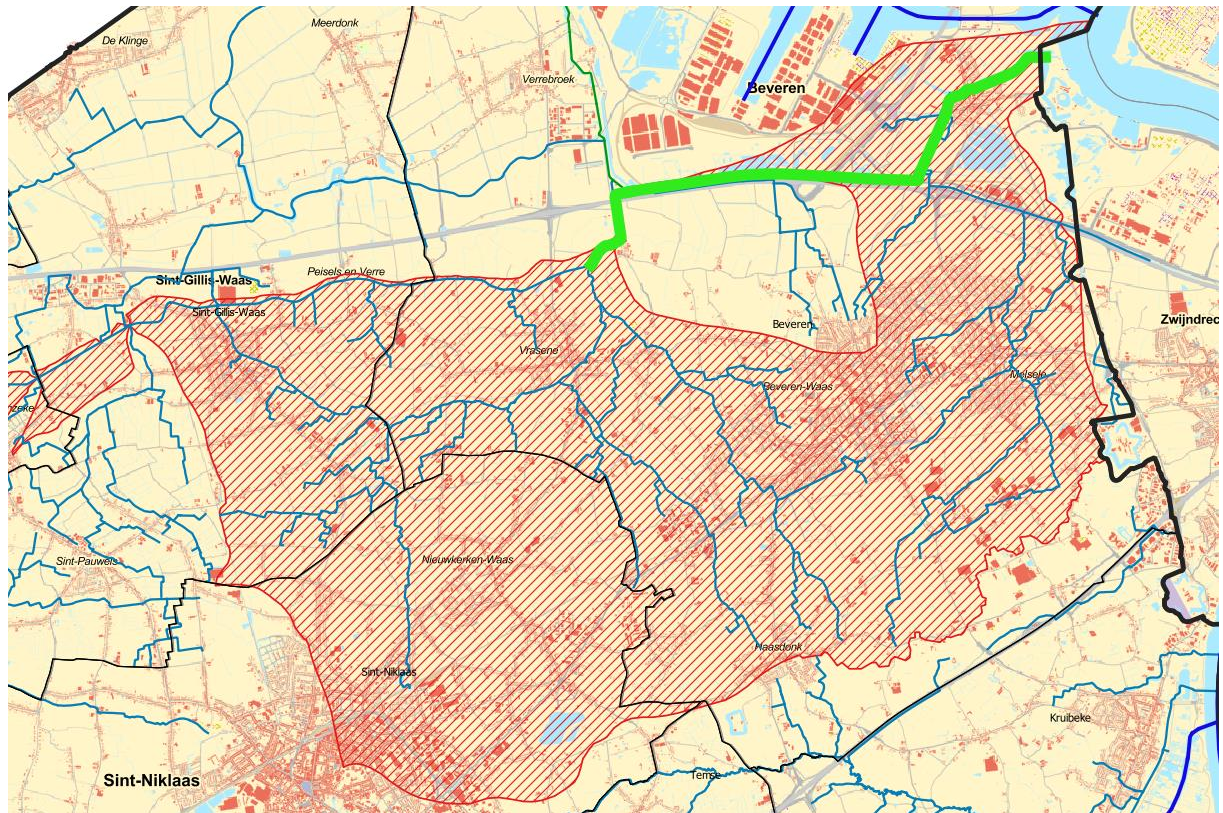 Meerdonk
De Klinge
Verrebroek
Beveren
Peisels en Verre
Sint-Gillis-Waas
Sint-Gillis-Waas
Beveren
Zwijndrec
Vrasene
Melsele
Beveren-Waas
zeke
Nieuwkerken-Waas
Sint-Pauwels
Haasdonk
Sint-Niklaas
Kruibeke
Temse
Sint-Niklaas